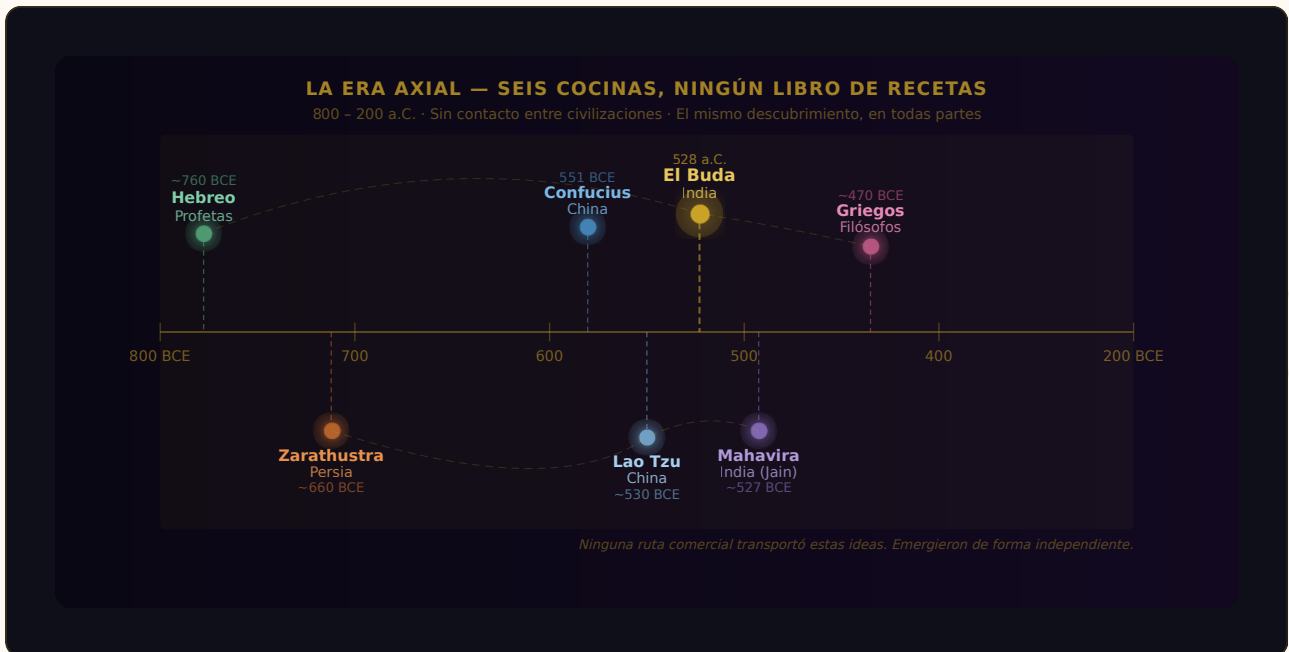 LA ERA AXIAL — SEIS COCINAS, NINGÚN LIBRO DE RECETAS
800 – 200 a.C. · Sin contacto entre civilizaciones · El mismo descubrimiento, en todas partes
~760 BCE
Hebreo
Profetas
551 BCE
Confucius
China
528 a.C.
El Buda
India
~470 BCE
Griegos
Filósofos
800 BCE
700
600
500
400
200 BCE
Zarathustra
Persia
~660 BCE
Lao Tzu
China
~530 BCE
Mahavira
India (Jain)
~527 BCE
Ninguna ruta comercial transportó estas ideas. Emergieron de forma independiente.